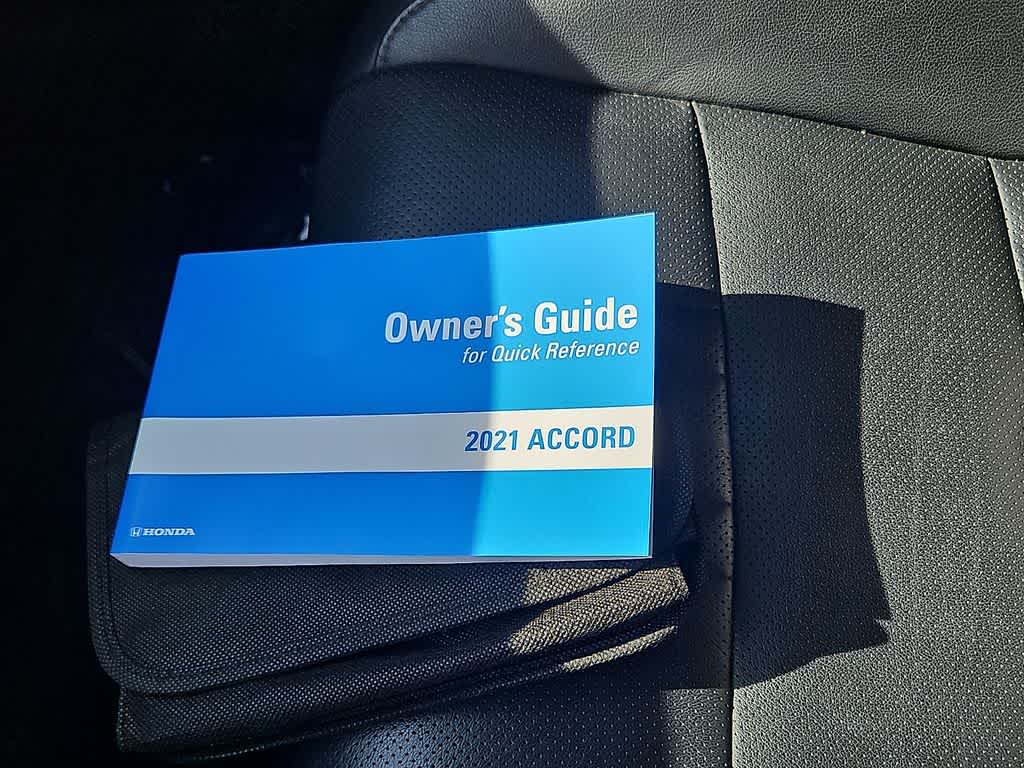 Owner's Guide
for Quick Reference
2021 ACCORD
HONDA